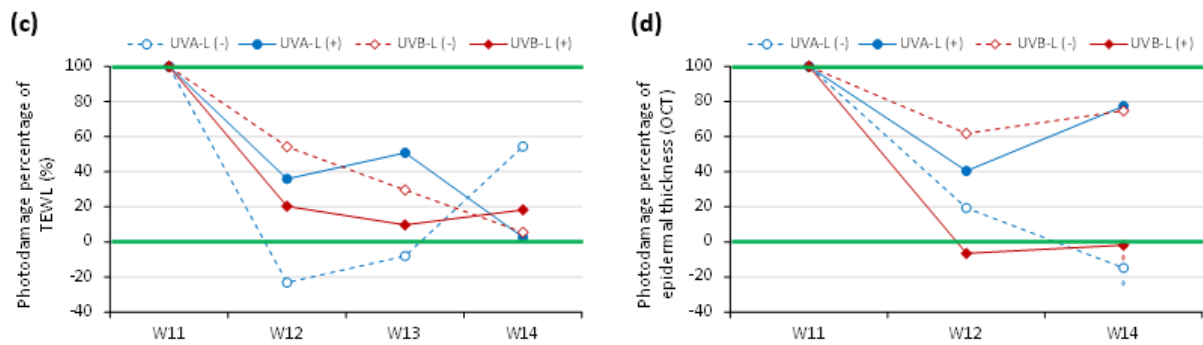 (c)
UVA-L (-) UVA-L (+) UVB-L (-) UVB-L (+)
Photodamage percentage of
TEWL (%)
100
80
60
40
20
0
-20
-40
W11 W12 W13 W14
(d)
UVA-L (-) UVA-L (+) UVB-L (-) UVB-L (+)
Photodamage percentage of
epidermal thickness (OCT)
100
80
60
40
20
0
-20
-40
W11 W12 W14